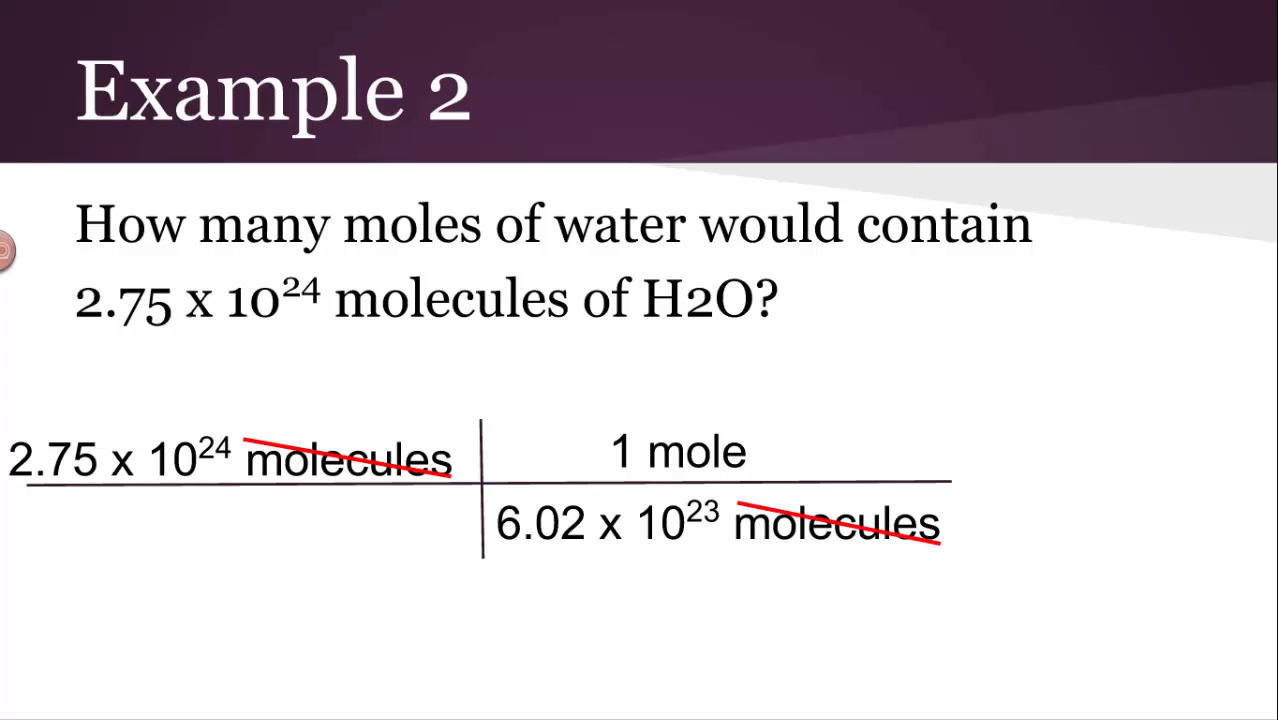 Example 2
How many moles of water would contain
2.75 x 10²⁴ molecules of H2O?
2.75 x 10²⁴ molecules
1 mole
6.02 x 10²³ molecules